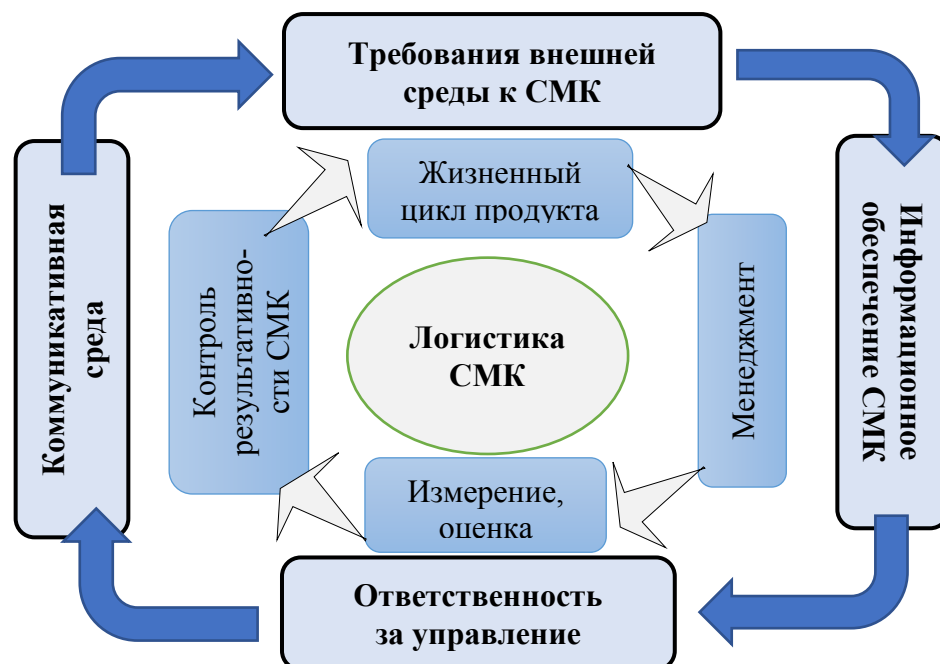 Требования внешней
среды к СМК
Жизненный
цикл продукта
Коммуникативная
среда
Контроль
результативно-
сти СМК
Логистика
СМК
Менеджмент
Информационное
обеспечение СМК
Измерение,
оценка
Ответственность
за управление